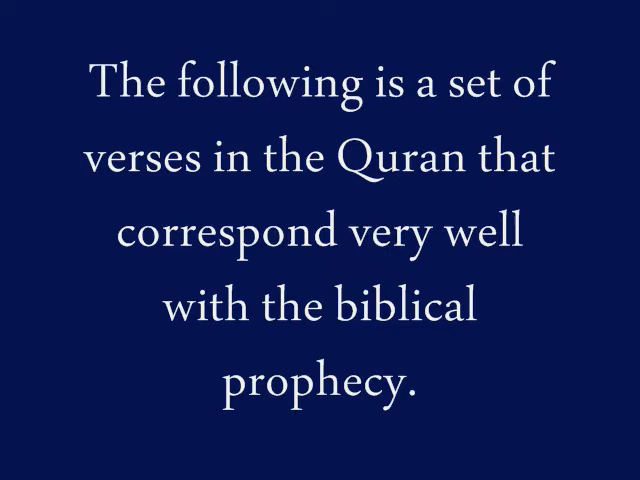 The following is a set of
verses in the Quran that
correspond very well
with the biblical
prophecy.